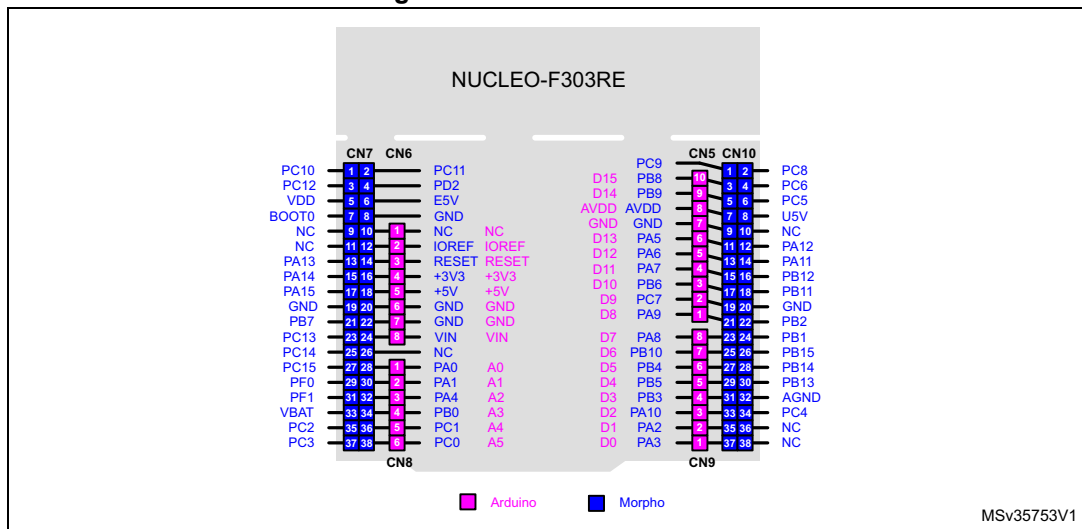 NUCLEO-F303RE
CN7 CN6 CN5 CN10
PC9
PC10 1 2 PC11 1 2 PC8
D15 PB8 10
PC12 3 4 PD2 3 4 PC6
D14 PB9 9
VDD 5 6 E5V 5 6 PC5
AVDD AVDD 8
BOOT0 7 8 GND 7 8 U5V
GND GND 7
NC 9 10 1 NC NC 9 10 NC
D13 PA5 6
NC 11 12 2 IOREF IOREF 11 12 PA12
D12 PA6 5
PA13 13 14 3 RESET RESET 13 14 PA11
D11 PA7 4
PA14 15 16 4 +3V3 +3V3 15 16 PB12
D10 PB6 3
PA15 17 18 5 +5V +5V 17 18 PB11
D9 PC7 2
GND 19 20 6 GND GND 19 20 GND
D8 PA9 1
PB7 21 22 7 GND GND 21 22 PB2
PC13 23 24 8 VIN VIN D7 PA8 8 23 24 PB1
PC14 25 26 NC D6 PB10 7 25 26 PB15
PC15 27 28 1 PA0 A0 D5 PB4 6 27 28 PB14
PF0 29 30 2 PA1 A1 D4 PB5 5 29 30 PB13
PF1 31 32 3 PA4 A2 D3 PB3 4 31 32 AGND
VBAT 33 34 4 PB0 A3 D2 PA10 3 33 34 PC4
PC2 35 36 5 PC1 A4 D1 PA2 2 35 36 NC
PC3 37 38 6 PC0 A5 D0 PA3 1 37 38 NC
CN8 CN9
Arduino Morpho
MSv35753V1